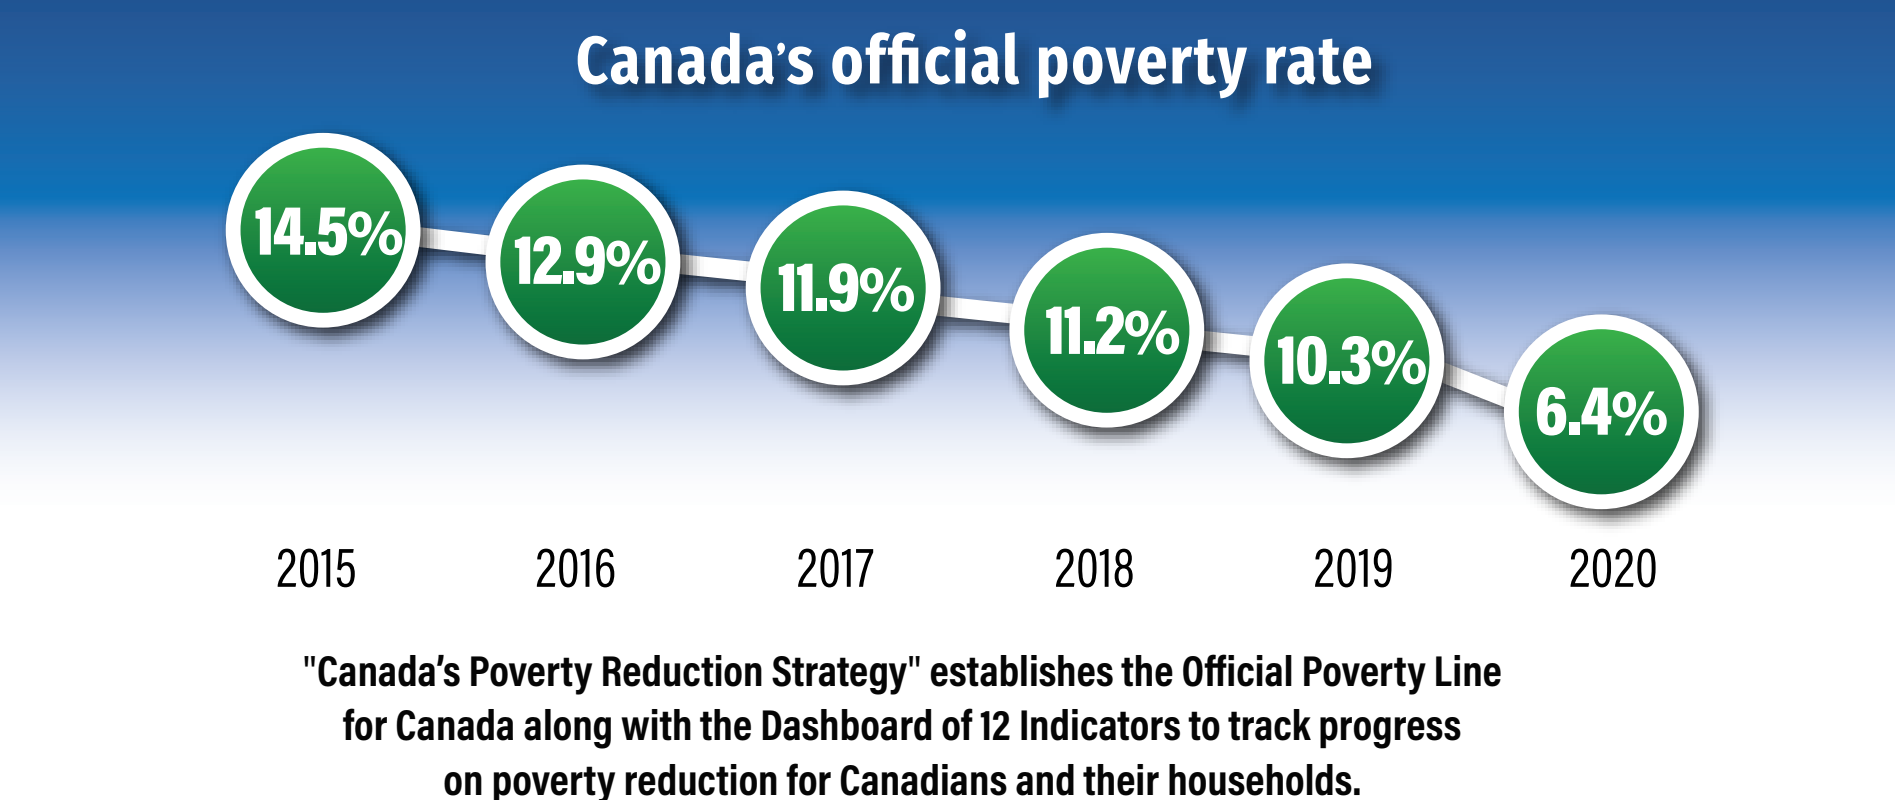 Canada's official poverty rate
14.5%
12.9%
11.9%
11.2%
10.3%
6.4%
2015 2016 2017 2018 2019 2020
"Canada’s Poverty Reduction Strategy" establishes the Official Poverty Line
for Canada along with the Dashboard of 12 Indicators to track progress
on poverty reduction for Canadians and their households.